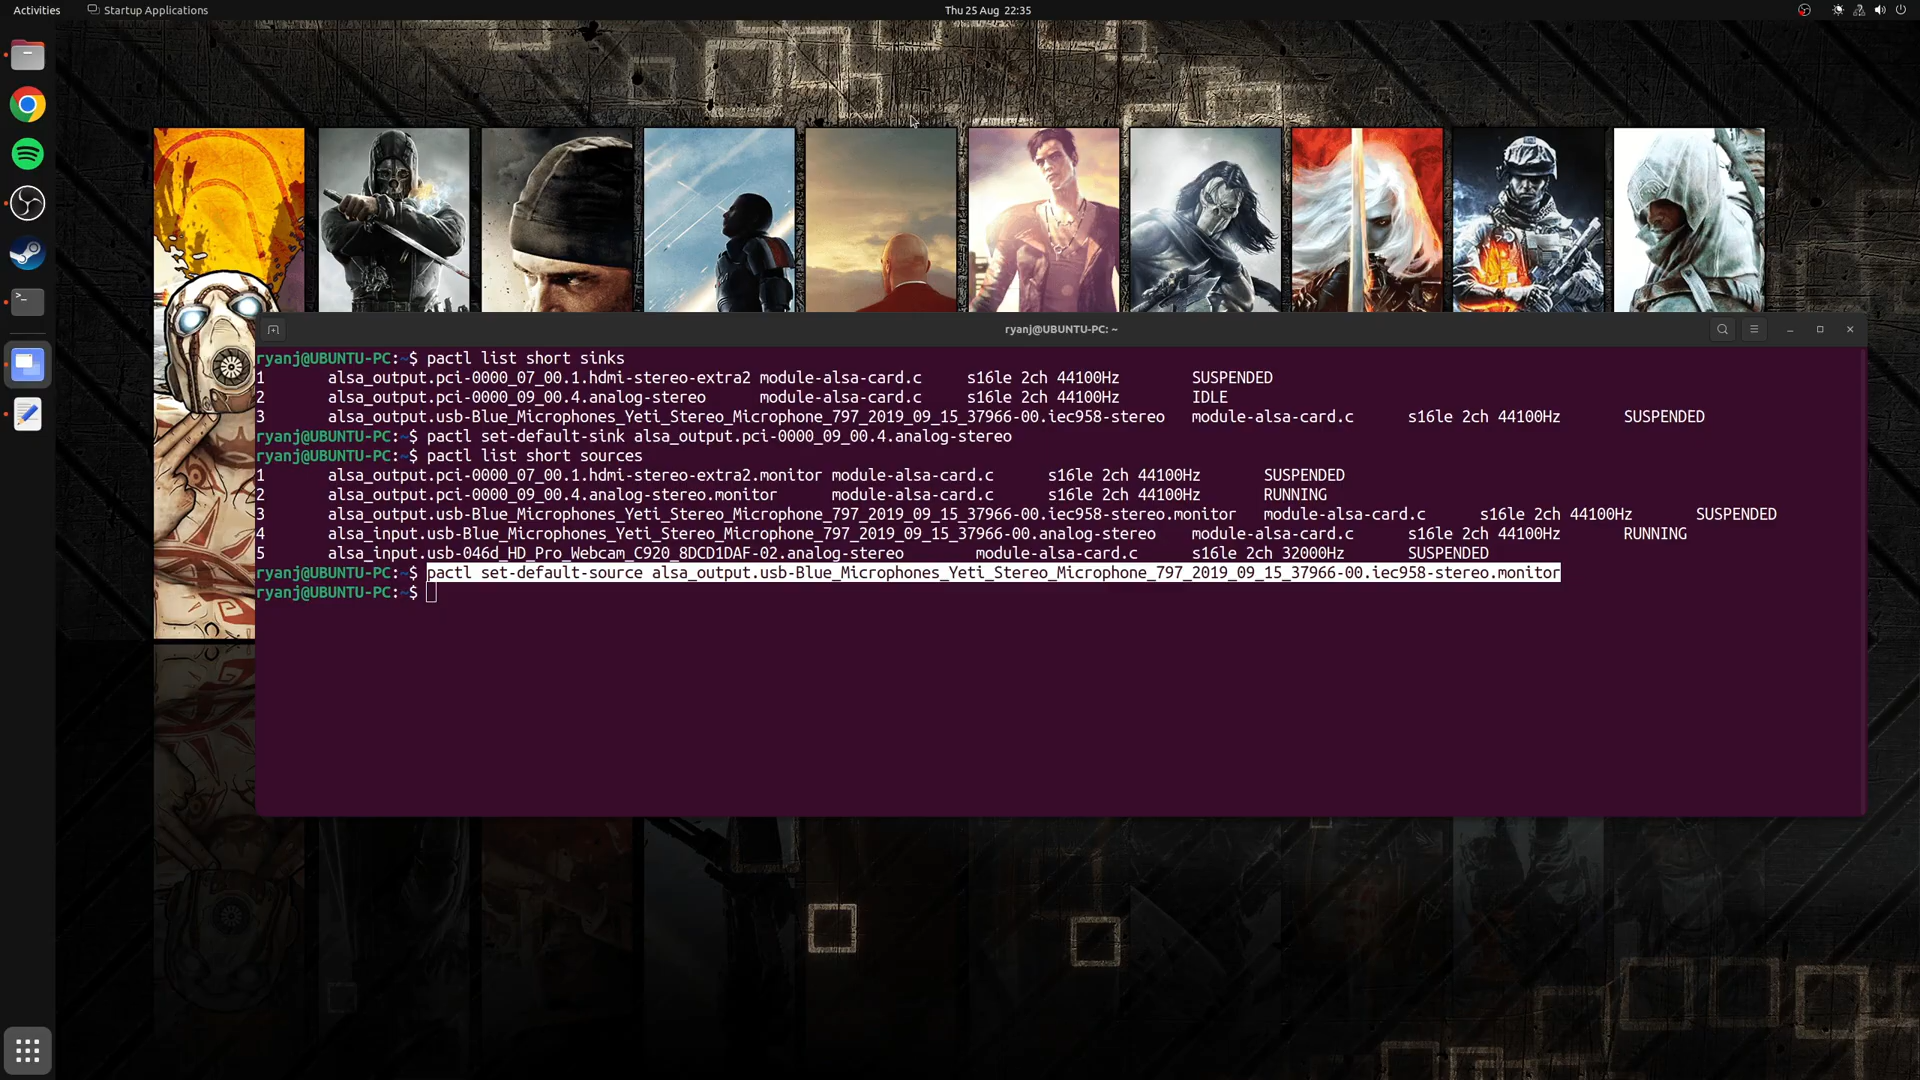 Activities
Startup Applications
Thu 25 Aug 22:35
ryanj@UBUNTU-PC: ~
ryanj@UBUNTU-PC:~$ pactl list short sinks
1 alsa_output.pci-0000_07_00.1.hdmi-stereo-extra2 module-alsa-card.c s16le 2ch 44100Hz SUSPENDED
2 alsa_output.pci-0000_09_00.4.analog-stereo module-alsa-card.c s16le 2ch 44100Hz IDLE
3 alsa_output.usb-Blue_Microphones_Yeti_Stereo_Microphone_797_2019_09_15_37966-00.iec958-stereo module-alsa-card.c s16le 2ch 44100Hz SUSPENDED
ryanj@UBUNTU-PC:~$ pactl set-default-sink alsa_output.pci-0000_09_00.4.analog-stereo
ryanj@UBUNTU-PC:~$ pactl list short sources
1 alsa_output.pci-0000_07_00.1.hdmi-stereo-extra2.monitor module-alsa-card.c s16le 2ch 44100Hz SUSPENDED
2 alsa_output.pci-0000_09_00.4.analog-stereo.monitor module-alsa-card.c s16le 2ch 44100Hz RUNNING
3 alsa_output.usb-Blue_Microphones_Yeti_Stereo_Microphone_797_2019_09_15_37966-00.iec958-stereo.monitor module-alsa-card.c s16le 2ch 44100Hz SUSPENDED
4 alsa_input.usb-Blue_Microphones_Yeti_Stereo_Microphone_797_2019_09_15_37966-00.analog-stereo module-alsa-card.c s16le 2ch 44100Hz RUNNING
5 alsa_input.usb-046d_HD_Pro_Webcam_C920_8DCD1DAF-02.analog-stereo module-alsa-card.c s16le 2ch 32000Hz SUSPENDED
ryanj@UBUNTU-PC:~$ pactl set-default-source alsa_output.usb-Blue_Microphones_Yeti_Stereo_Microphone_797_2019_09_15_37966-00.iec958-stereo.monitor
ryanj@UBUNTU-PC:~$